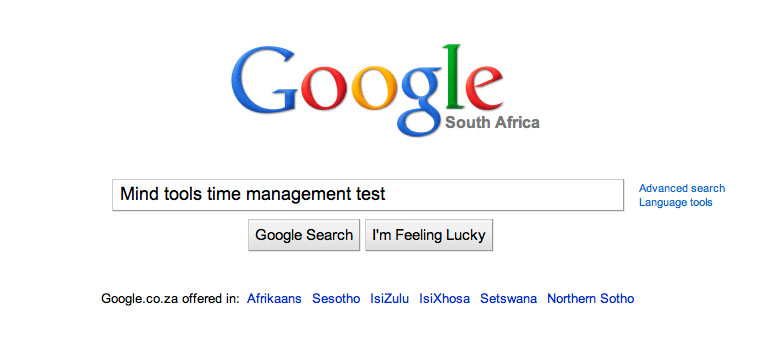 Google
South Africa
Mind tools time management test
Advanced search
Language tools
Google Search I'm Feeling Lucky
Google.co.za offered in: Afrikaans Sesotho IsiZulu IsiXhosa Setswana Northern Sotho